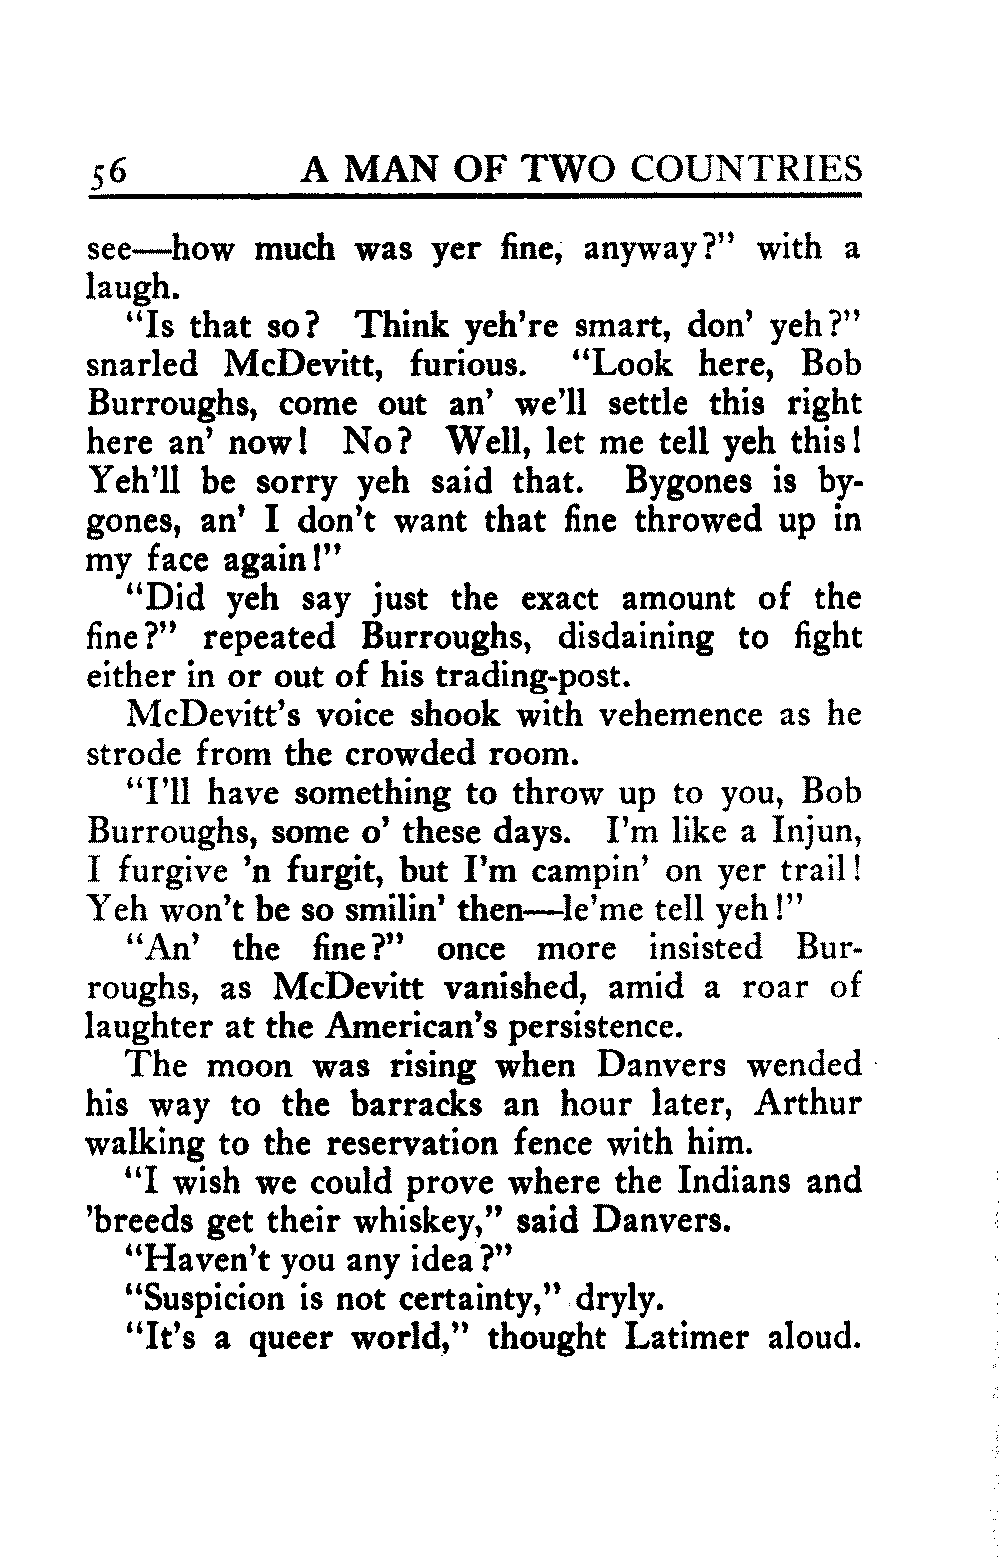 56 A MAN OF TWO COUNTRIES
see—how much was yer fine, anyway?" with a
laugh.
"Is that so? Think yeh're smart, don' yeh?"
snarled McDevitt, furious. "Look here, Bob
Burroughs, come out an' we'll settle this right
here an' now! No? Well, let me tell yeh this!
Yeh'll be sorry yeh said that. Bygones is by-
gones, an' I don't want that fine throwed up in
my face again!"
"Did yeh say just the exact amount of the
fine?" repeated Burroughs, disdaining to fight
either in or out of his trading-post.
McDevitt's voice shook with vehemence as he
strode from the crowded room.
"I'll have something to throw up to you, Bob
Burroughs, some o' these days. I'm like a Injun,
I furgive 'n furgit, but I'm campin' on yer trail!
Yeh won't be so smilin' then—le'me tell yeh!"
"An' the fine?" once more insisted Bur-
roughs, as McDevitt vanished, amid a roar of
laughter at the American's persistence.
The moon was rising when Danvers wended
his way to the barracks an hour later, Arthur
walking to the reservation fence with him.
"I wish we could prove where the Indians and
'breeds get their whiskey," said Danvers.
"Haven't you any idea?"
"Suspicion is not certainty," dryly.
"It's a queer world," thought Latimer aloud.